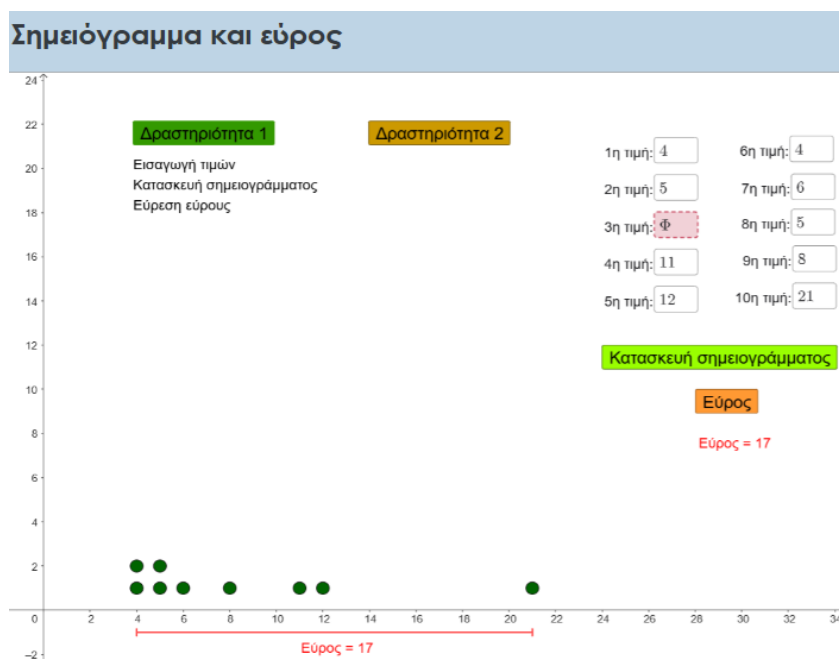 Σημειόγραμμα και εύρος
Δραστηριότητα 1
Δραστηριότητα 2
Εισαγωγή τιμών
Κατασκευή σημειογράμματος
Εύρεση εύρους
1η τιμή: 4
6η τιμή: 4
2η τιμή: 5
7η τιμή: 6
3η τιμή: Φ
8η τιμή: 5
4η τιμή: 11
9η τιμή: 8
5η τιμή: 12
10η τιμή: 21
Κατασκευή σημειογράμματος
Εύρος
Εύρος = 17
24
22
20
18
16
14
12
10
8
6
4
2
0 2 4 6 8 10 12 14 16 18 20 22 24 26 28 30 32 34
Εύρος = 17
–2